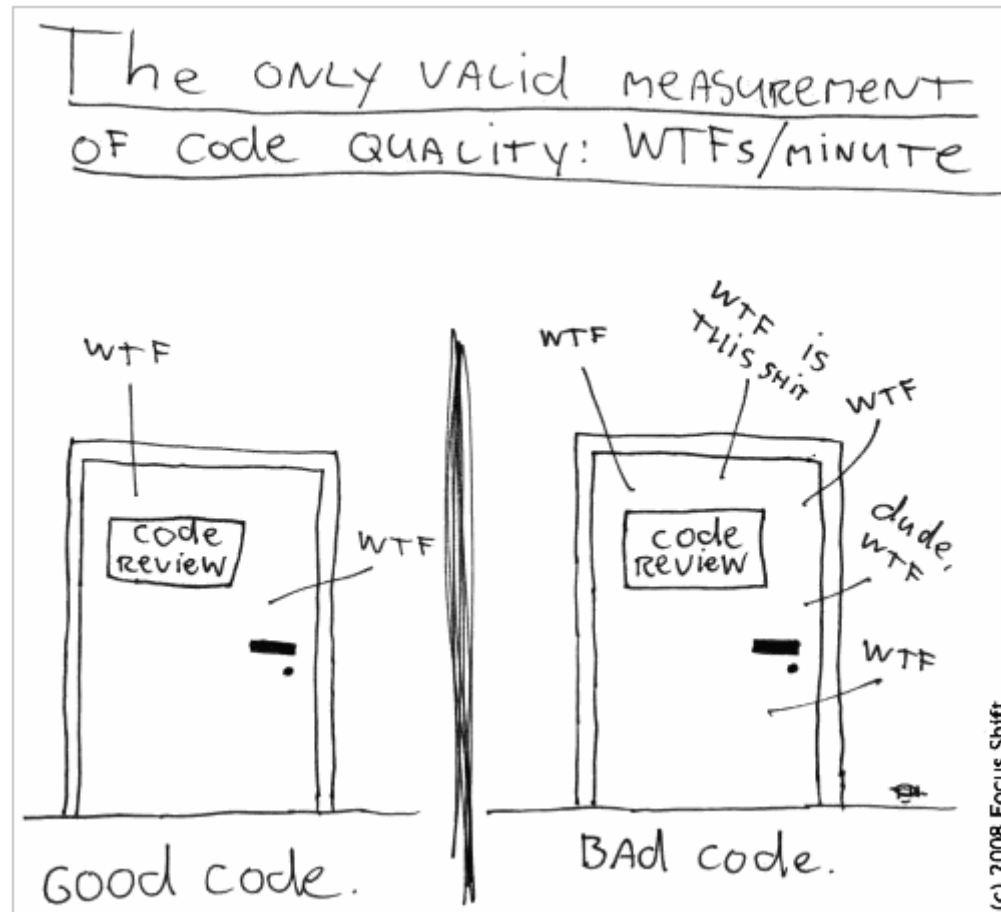 The ONLY VALid MEASUREMENT
OF Code QUALITY: WTFs/MINUTE
WTF
code
REVIEW
WTF
GOOD CODE.
WTF
WTF is
THiS SHiT
WTF
code
REVIEW
dude,
WTF
WTF
BAd code.
(c) 2008 Focus Shift